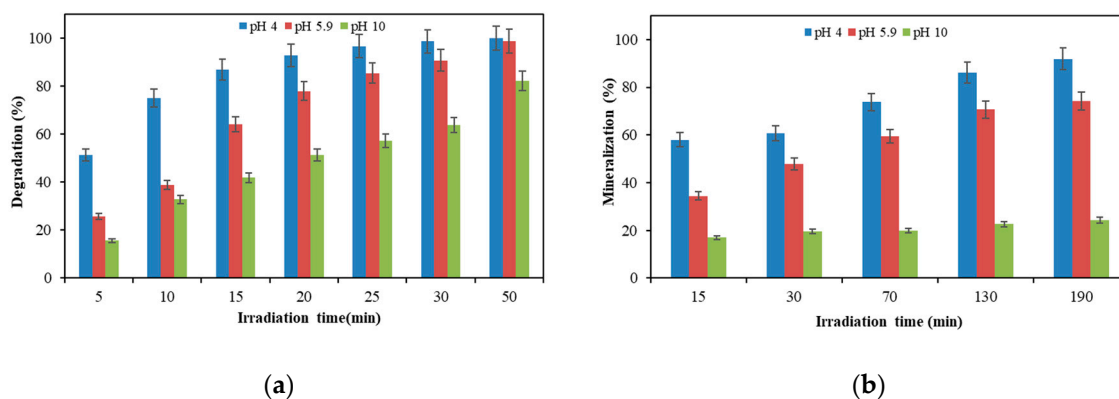 pH 4 pH 5.9 pH 10
100
80
60
40
20
0
Degradation (%)
5 10 15 20 25 30 50
Irradiation time(min)
(a)
pH 4 pH 5.9 pH 10
100
80
60
40
20
0
Mineralization (%)
15 30 70 130 190
Irradiation time (min)
(b)